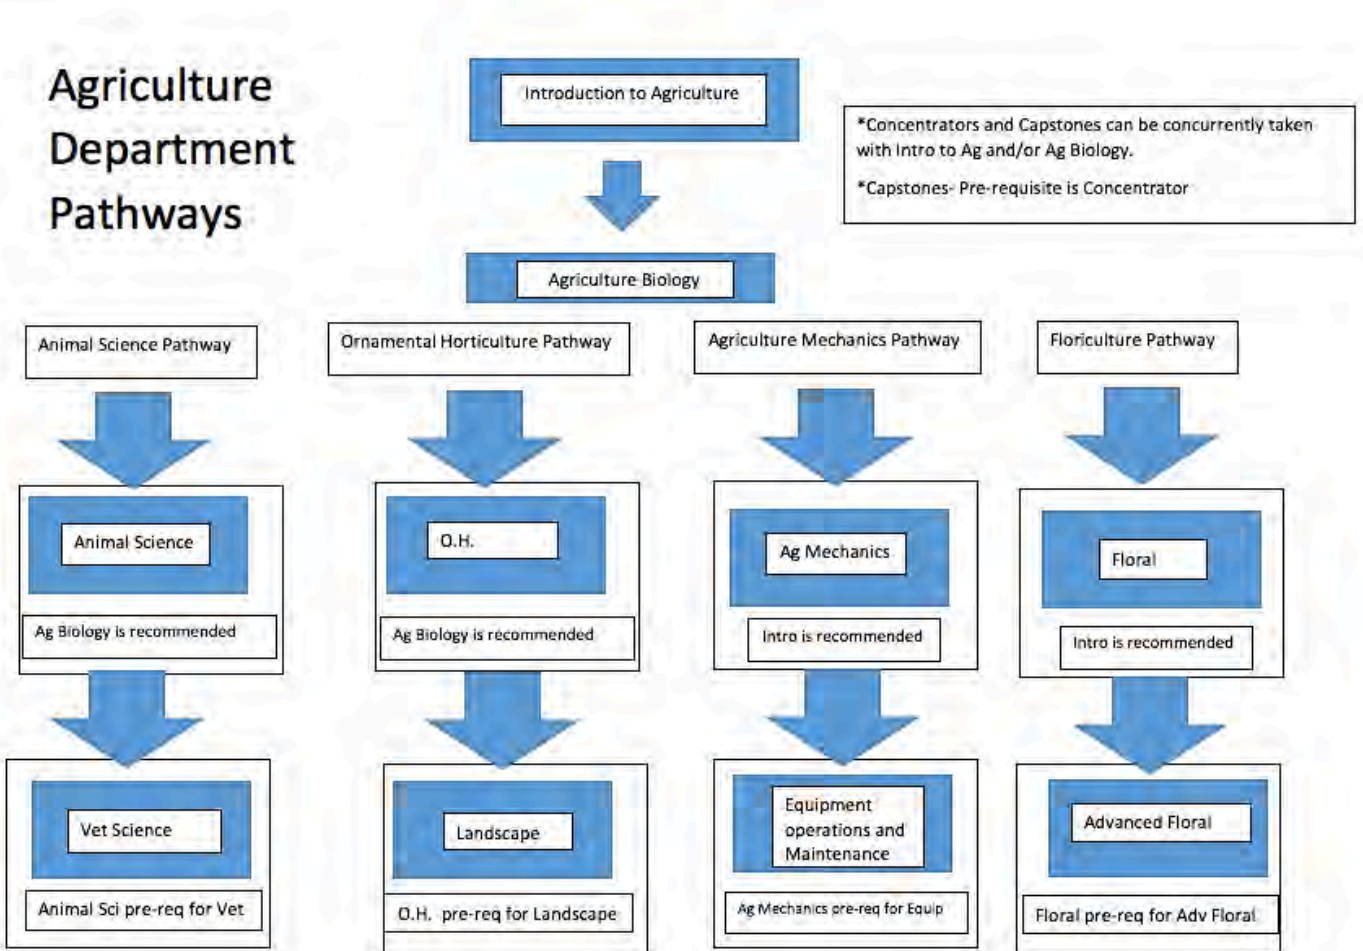 Agriculture
Department
Pathways
Introduction to Agriculture
*Concentrators and Capstones can be concurrently taken
with Intro to Ag and/or Ag Biology.
*Capstones- Pre-requisite is Concentrator
Agriculture Biology
Animal Science Pathway
Ornamental Horticulture Pathway
Agriculture Mechanics Pathway
Floriculture Pathway
Animal Science
O.H.
Ag Mechanics
Floral
Ag Biology is recommended
Ag Biology is recommended
Intro is recommended
Intro is recommended
Vet Science
Landscape
Equipment
operations and
Maintenance
Advanced Floral
Animal Sci pre-req for Vet
O.H. pre-req for Landscape
Ag Mechanics pre-req for Equip
Floral pre-req for Adv Floral